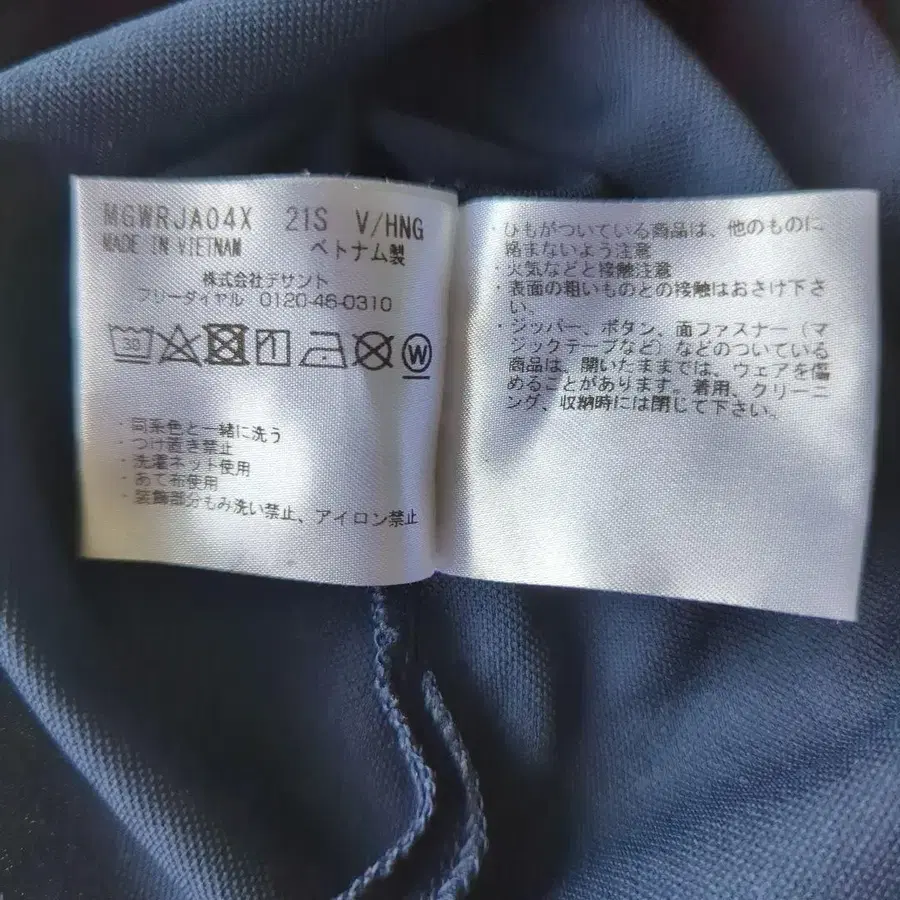 MGWRJA04X 21S V/HNG
MADE IN VIETNAM ベトナム製
株式会社デサント
フリーダイヤル 0120-46-0310
30
W
・同系色と一緒に洗う
・つけ置き禁止
・洗濯ネット使用
・あて布使用
・装飾部分もみ洗い禁止、アイロン禁止
・ひもがついている商品は、他のものに
絡まないよう注意
・火気などと接触注意
・表面の粗いものとの接触はおさけ下さ
い。
・ジッパー、ボタン、面ファスナー（マ
ジックテープなど）などのついている
商品は、開いたままでは、ウェアを傷
めることがあります。着用、クリーニ
ング、収納時には閉じて下さい。